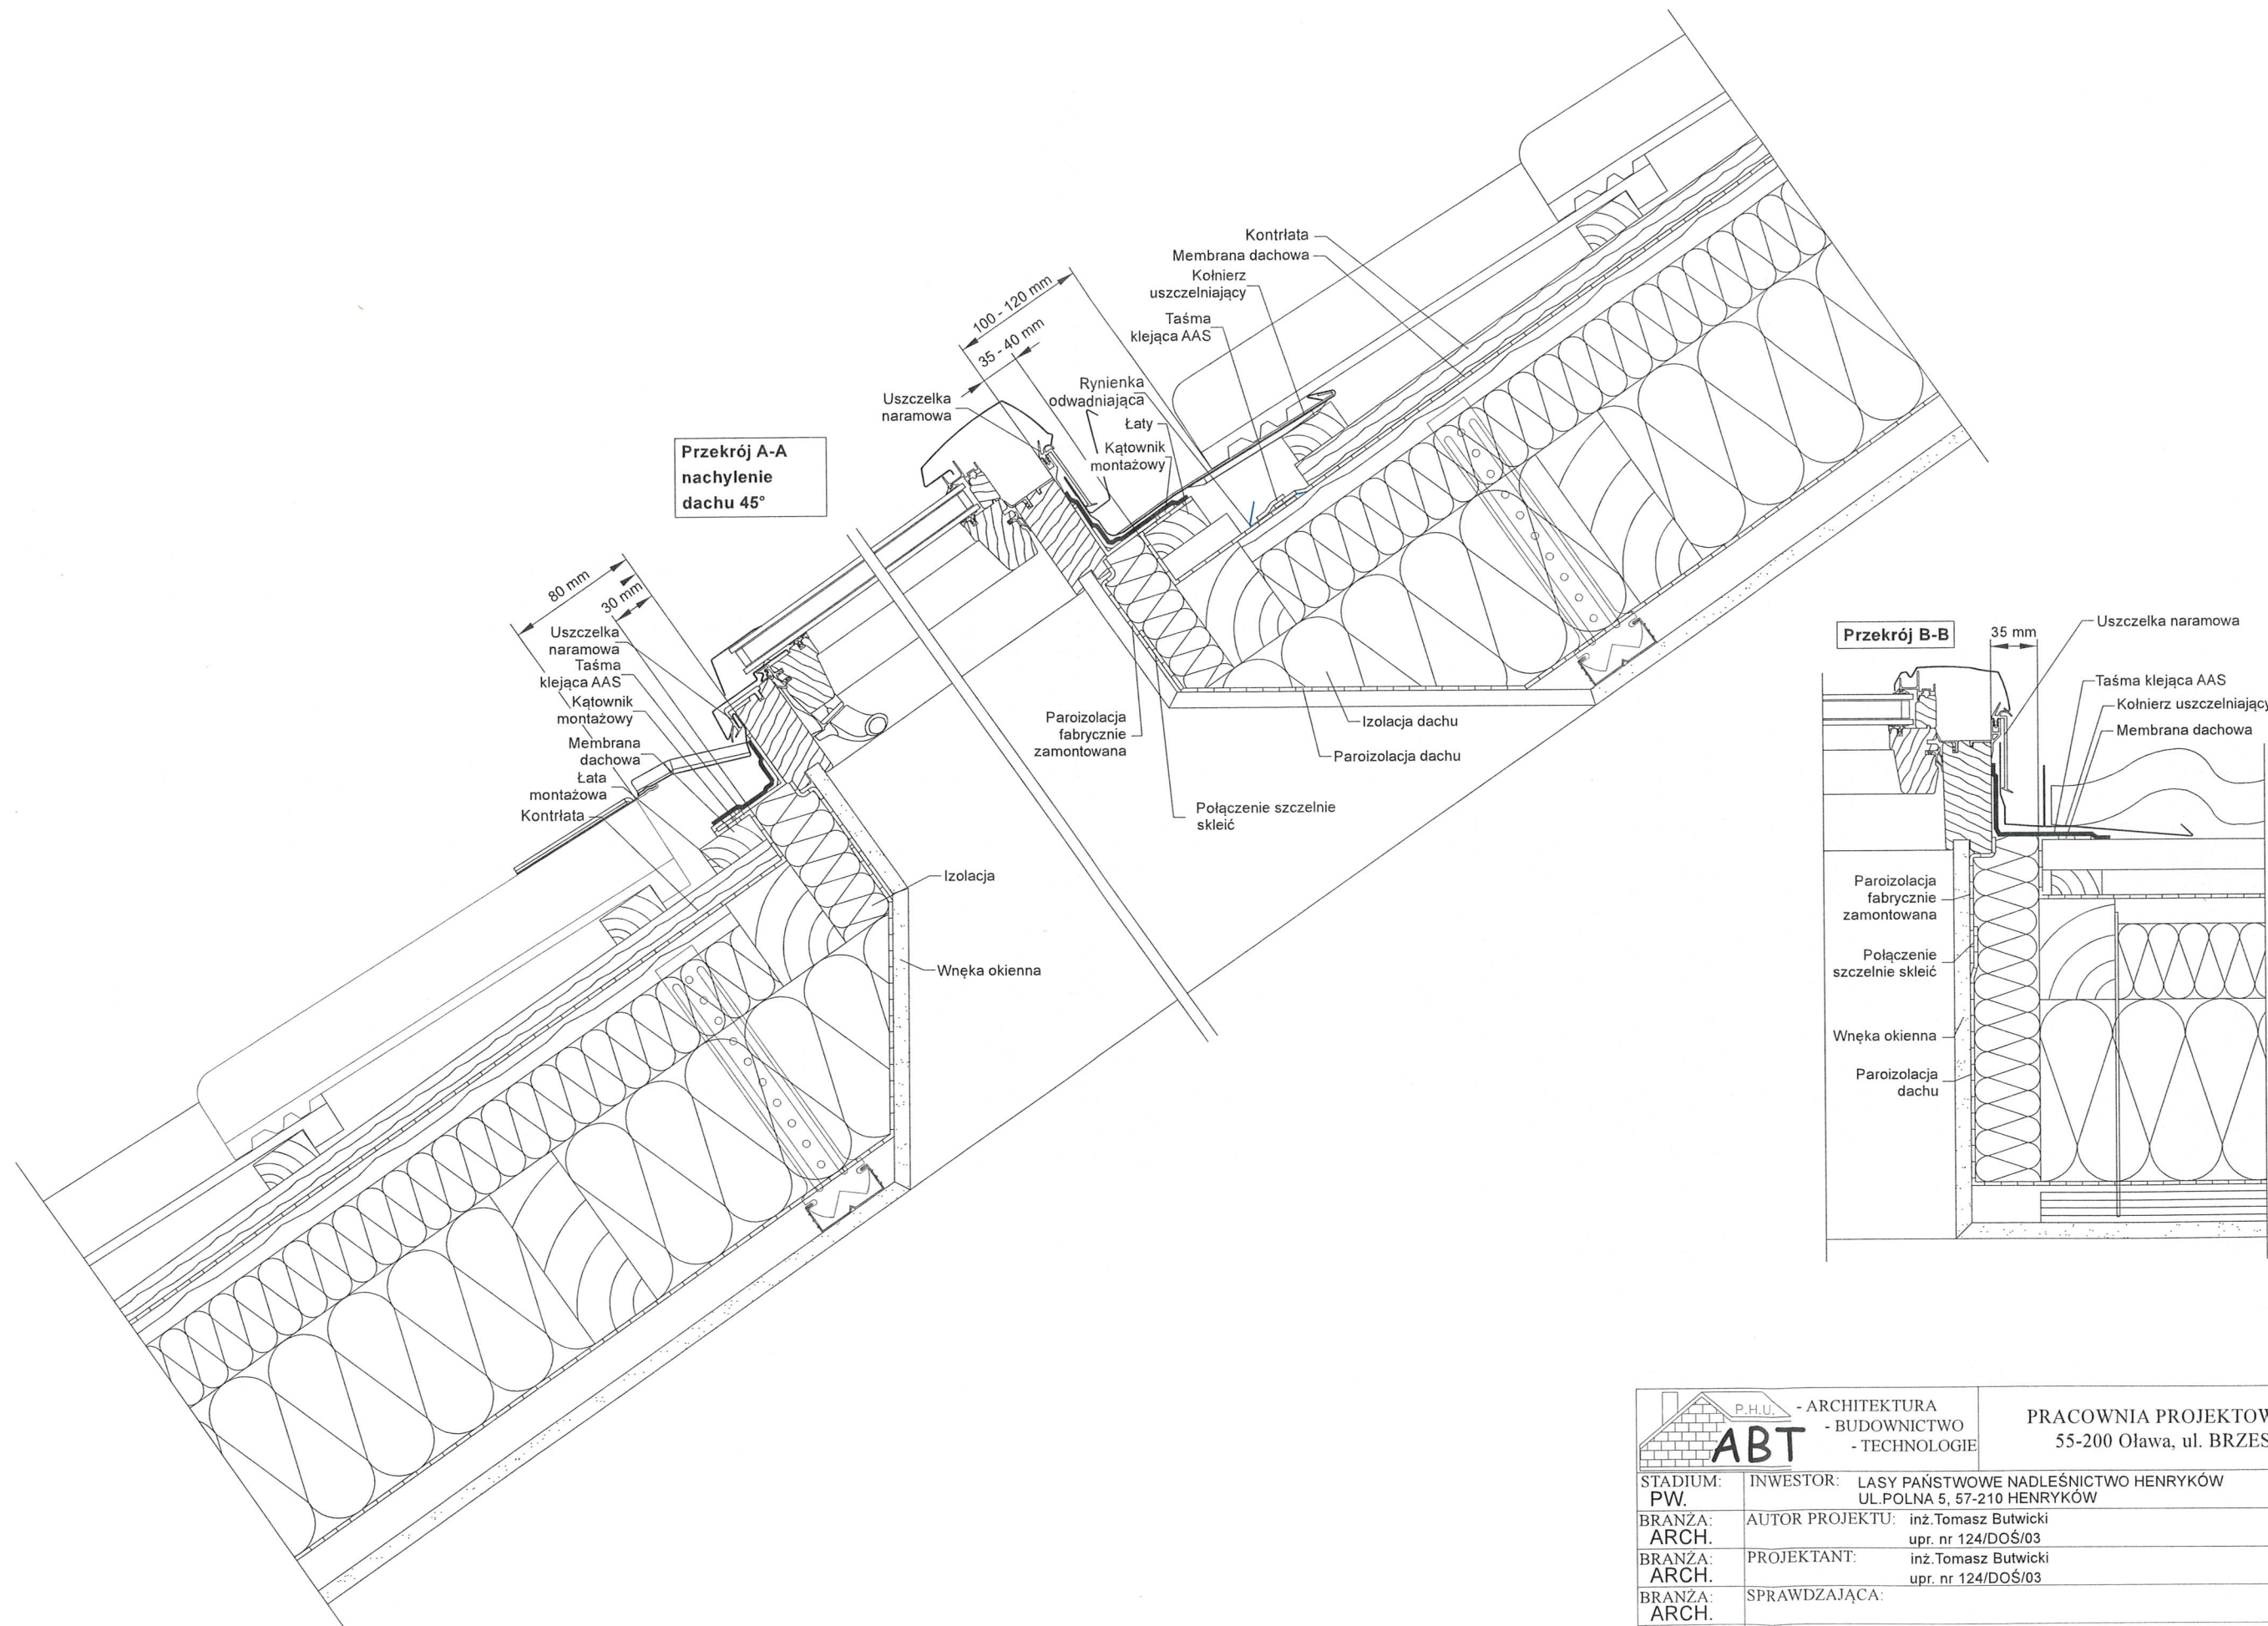 Kontrłata
Membrana dachowa
Kołnierz
uszczelniający
Taśma
klejąca AAS
100 - 120 mm
35 - 40 mm
Rynienka
odwadniająca
Uszczelka
naramowa
Łaty
Kątownik
montażowy
Przekrój A-A
nachylenie
dachu 45°
80 mm
30 mm
Uszczelka
naramowa
Taśma
klejąca AAS
Kątownik
montażowy
Membrana
dachowa
Łata
montażowa
Kontrłata
Paroizolacja
fabrycznie
zamontowana
Izolacja dachu
Paroizolacja dachu
Połączenie szczelnie
skleić
Izolacja
Wnęka okienna
Przekrój B-B
35 mm
Uszczelka naramowa
Taśma klejąca AAS
Kołnierz uszczelniający
Membrana dachowa
Paroizolacja
fabrycznie
zamontowana
Połączenie
szczelnie skleić
Wnęka okienna
Paroizolacja
dachu
P.H.U.
ABT
- ARCHITEKTURA
- BUDOWNICTWO
- TECHNOLOGIE
PRACOWNIA PROJEKTOW
55-200 Oława, ul. BRZES
STADIUM: INWESTOR: LASY PAŃSTWOWE NADLEŚNICTWO HENRYKÓW
PW. UL.POLNA 5, 57-210 HENRYKÓW
BRANŻA: AUTOR PROJEKTU: inż.Tomasz Butwicki
ARCH. upr. nr 124/DOŚ/03
BRANŻA: PROJEKTANT: inż.Tomasz Butwicki
ARCH. upr. nr 124/DOŚ/03
BRANŻA: SPRAWDZAJĄCA:
ARCH.